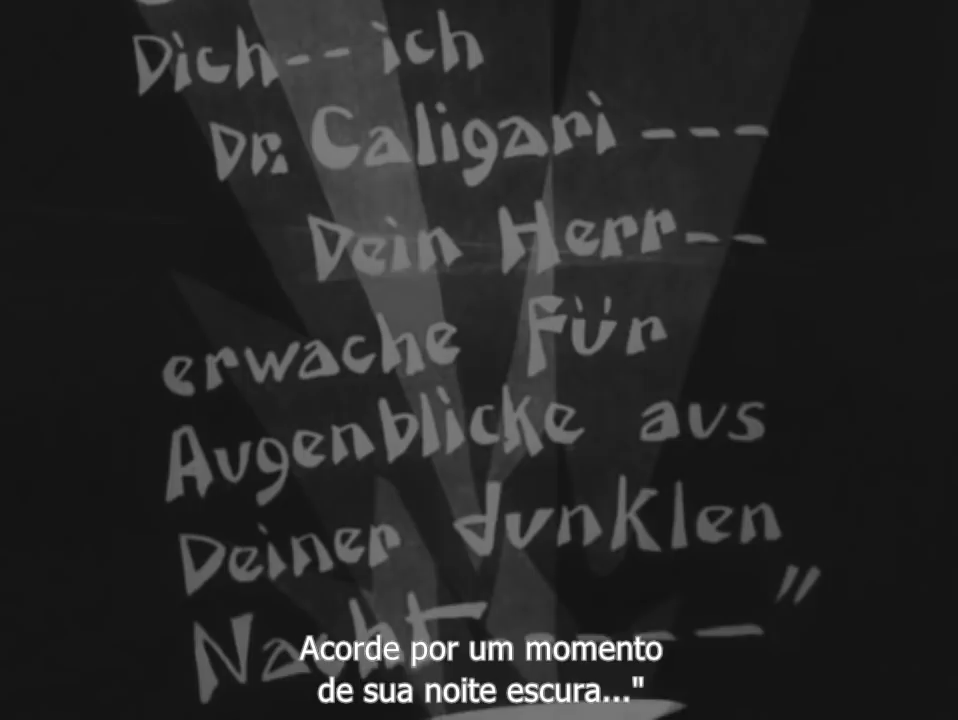 Dich-- ich
Dr. Caligari ---
Dein Herr--
erwache Für
Augenblicke aus
Deiner dunklen
Nacht ----"
Acorde por um momento
de sua noite escura..."